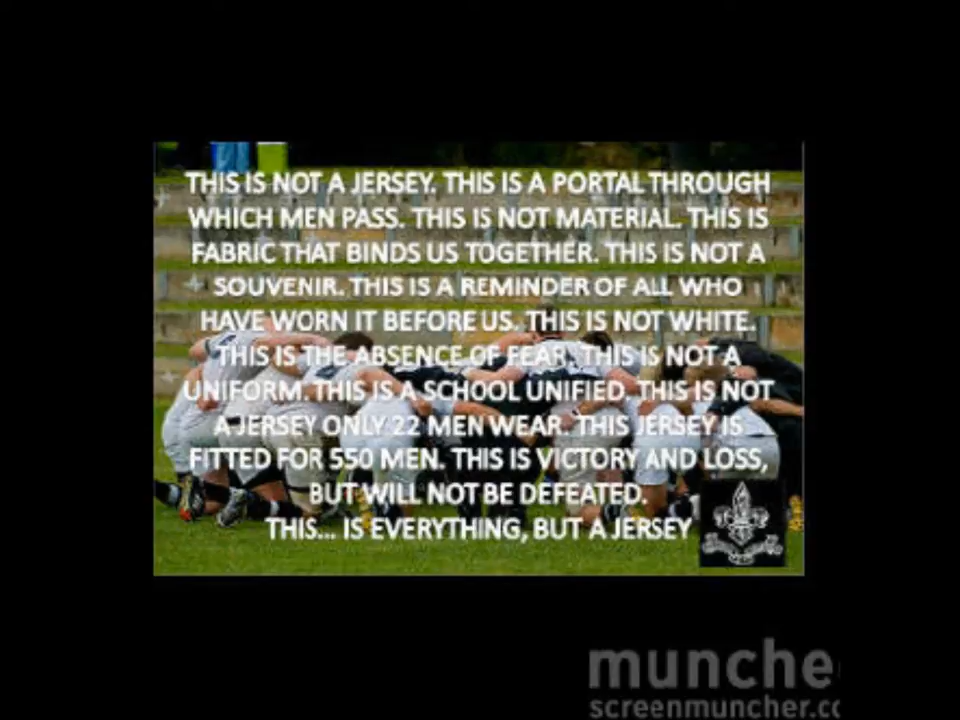 THIS IS NOT A JERSEY. THIS IS A PORTAL THROUGH
WHICH MEN PASS. THIS IS NOT MATERIAL. THIS IS
FABRIC THAT BINDS US TOGETHER. THIS IS NOT A
SOUVENIR. THIS IS A REMINDER OF ALL WHO
HAVE WORN IT BEFORE US. THIS IS NOT WHITE.
THIS IS THE ABSENCE OF FEAR. THIS IS NOT A
UNIFORM. THIS IS A SCHOOL UNIFIED. THIS IS NOT
A JERSEY ONLY 22 MEN WEAR. THIS JERSEY IS
FITTED FOR 550 MEN. THIS IS VICTORY AND LOSS,
BUT WILL NOT BE DEFEATED.
THIS... IS EVERYTHING, BUT A JERSEY
munche
screenmuncher.co